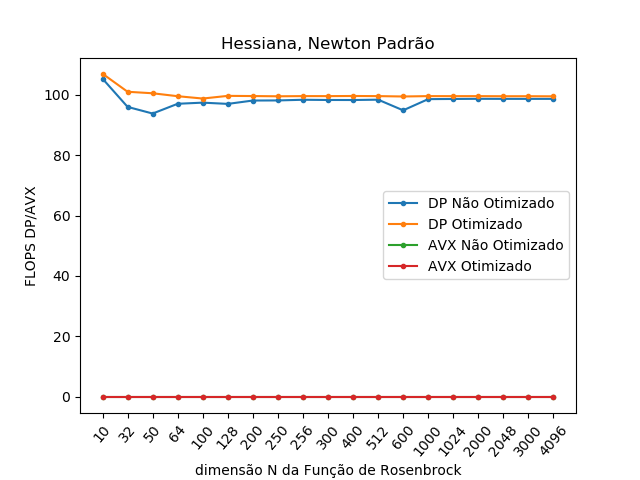 Hessiana, Newton Padrão
FLOPS DP/AVX
100
80
60
40
20
0
DP Não Otimizado
DP Otimizado
AVX Não Otimizado
AVX Otimizado
10 32 50 64 100 128 200 250 256 300 400 512 600 1000 1024 2000 2048 3000 4096
dimensão N da Função de Rosenbrock